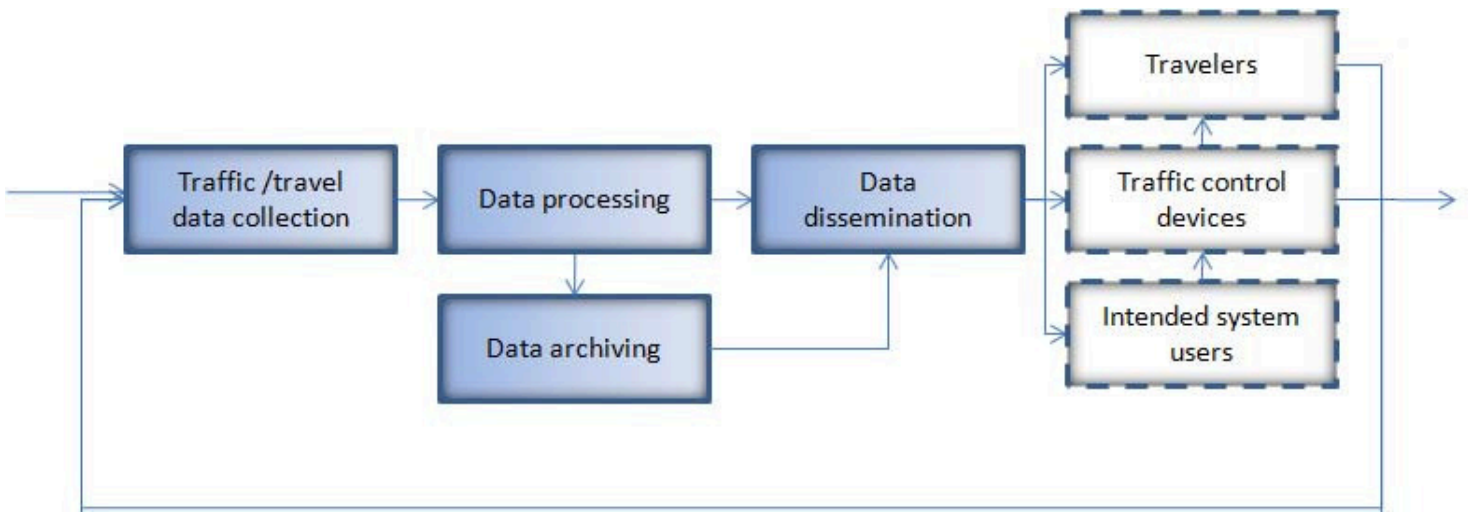 Travelers
Traffic /travel
data collection
Data processing
Data
dissemination
Traffic control
devices
Data archiving
Intended system
users